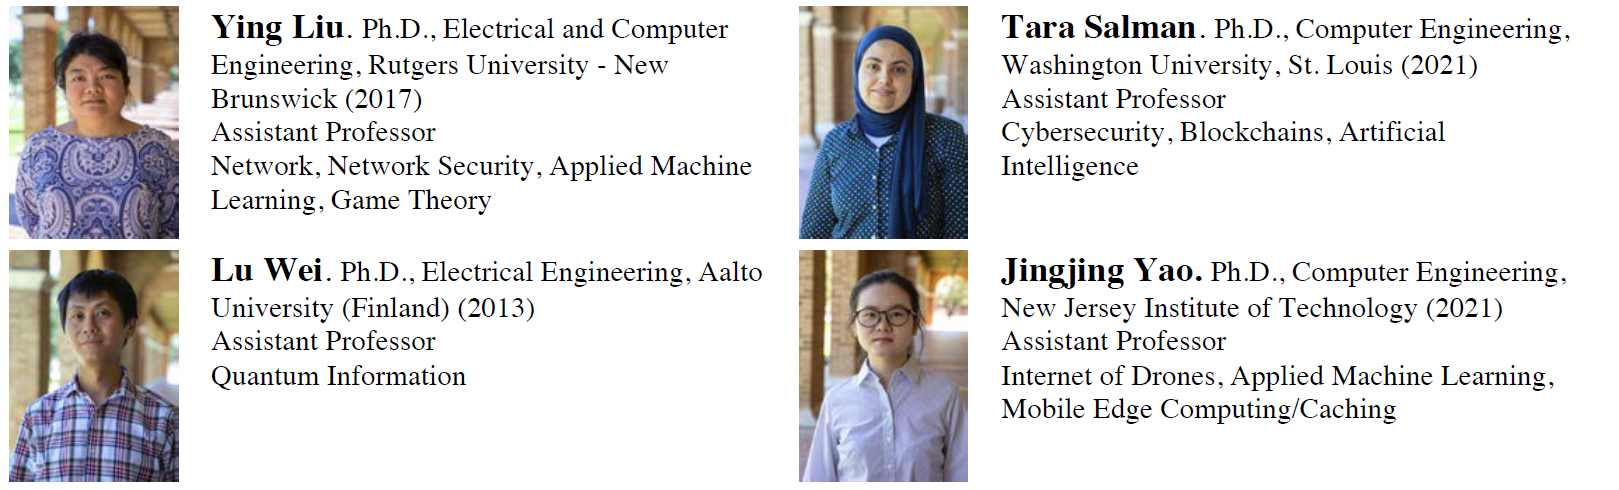 Ying Liu. Ph.D., Electrical and Computer
Engineering, Rutgers University - New
Brunswick (2017)
Assistant Professor
Network, Network Security, Applied Machine
Learning, Game Theory
Tara Salman. Ph.D., Computer Engineering,
Washington University, St. Louis (2021)
Assistant Professor
Cybersecurity, Blockchains, Artificial
Intelligence
Lu Wei. Ph.D., Electrical Engineering, Aalto
University (Finland) (2013)
Assistant Professor
Quantum Information
Jingjing Yao. Ph.D., Computer Engineering,
New Jersey Institute of Technology (2021)
Assistant Professor
Internet of Drones, Applied Machine Learning,
Mobile Edge Computing/Caching